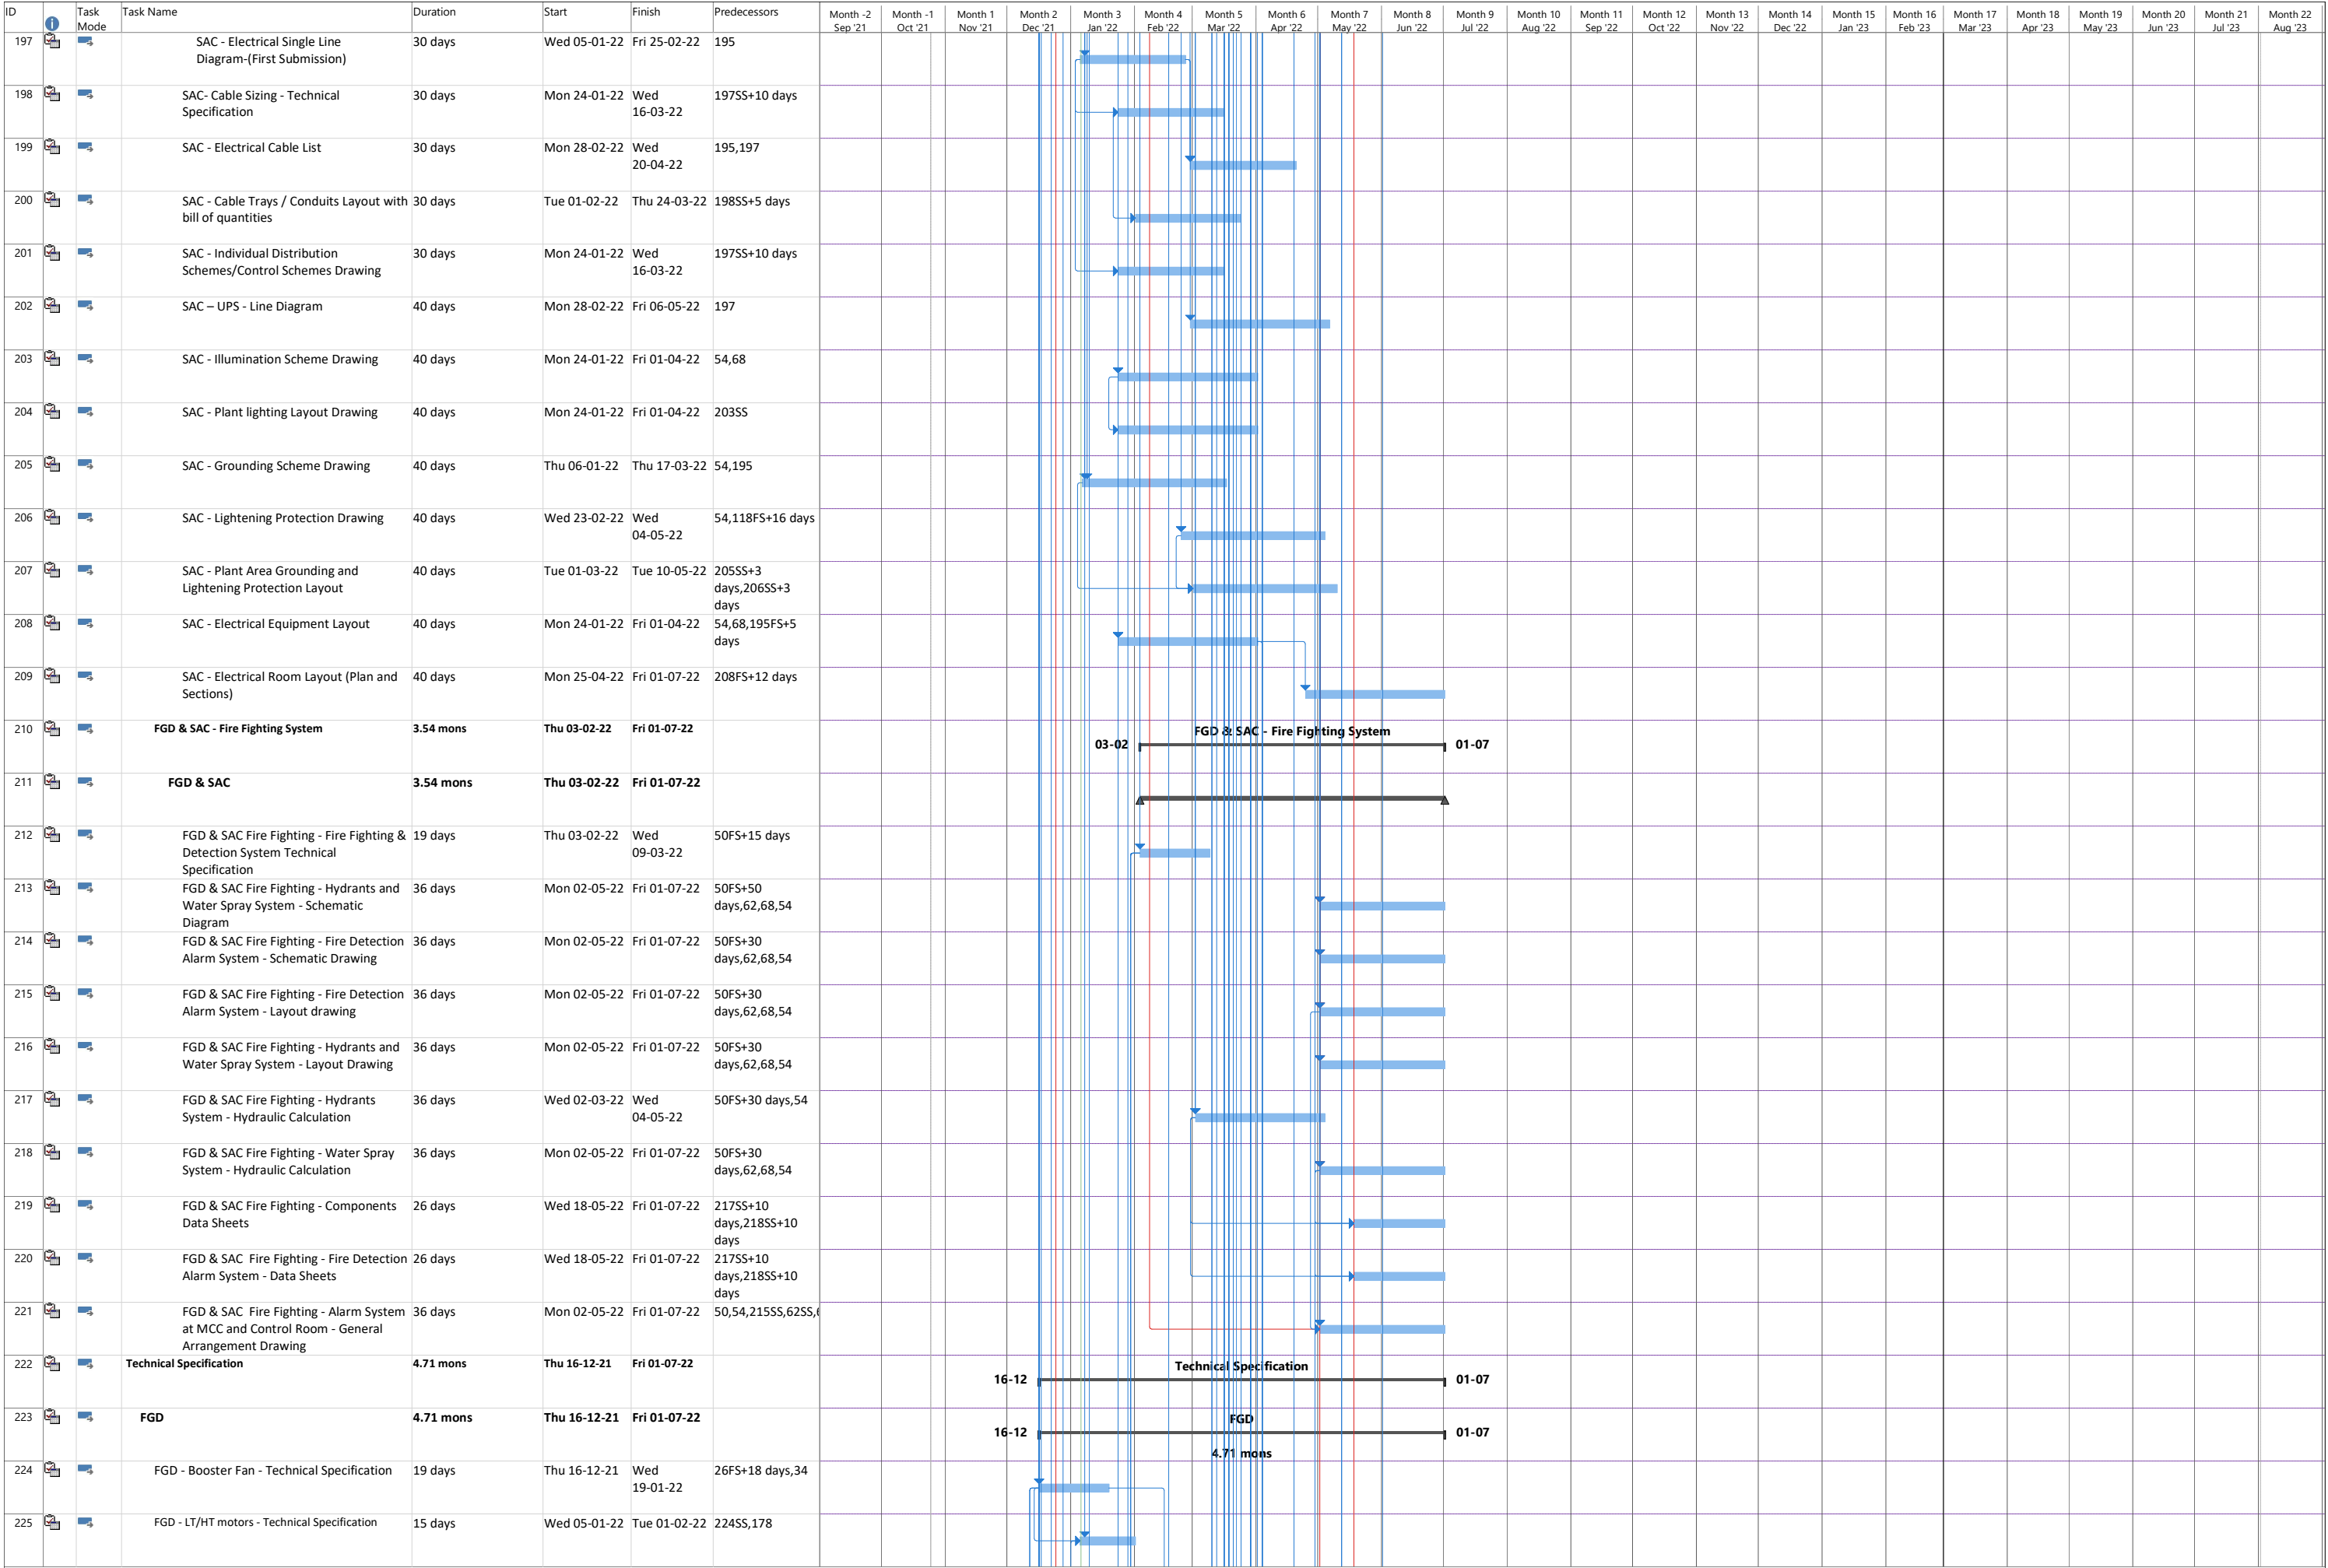 ID Task Mode Task Name Duration Start Finish Predecessors
Month -2 Month -1 Month 1 Month 2 Month 3 Month 4 Month 5 Month 6 Month 7 Month 8 Month 9 Month 10 Month 11 Month 12 Month 13 Month 14 Month 15 Month 16 Month 17 Month 18 Month 19 Month 20 Month 21 Month 22
Sep '21 Oct '21 Nov '21 Dec '21 Jan '22 Feb '22 Mar '22 Apr '22 May '22 Jun '22 Jul '22 Aug '22 Sep '22 Oct '22 Nov '22 Dec '22 Jan '23 Feb '23 Mar '23 Apr '23 May '23 Jun '23 Jul '23 Aug '23
197 SAC - Electrical Single Line 30 days Wed 05-01-22 Fri 25-02-22 195
Diagram-(First Submission)
198 SAC- Cable Sizing - Technical 30 days Mon 24-01-22 Wed 197SS+10 days
Specification 16-03-22
199 SAC - Electrical Cable List 30 days Mon 28-02-22 Wed 195,197
20-04-22
200 SAC - Cable Trays / Conduits Layout with 30 days Tue 01-02-22 Thu 24-03-22 198SS+5 days
bill of quantities
201 SAC - Individual Distribution 30 days Mon 24-01-22 Wed 197SS+10 days
Schemes/Control Schemes Drawing 16-03-22
202 SAC – UPS - Line Diagram 40 days Mon 28-02-22 Fri 06-05-22 197
203 SAC - Illumination Scheme Drawing 40 days Mon 24-01-22 Fri 01-04-22 54,68
204 SAC - Plant lighting Layout Drawing 40 days Mon 24-01-22 Fri 01-04-22 203SS
205 SAC - Grounding Scheme Drawing 40 days Thu 06-01-22 Thu 17-03-22 54,195
206 SAC - Lightening Protection Drawing 40 days Wed 23-02-22 Wed 54,118FS+16 days
04-05-22
207 SAC - Plant Area Grounding and 40 days Tue 01-03-22 Tue 10-05-22 205SS+3
Lightening Protection Layout days,206SS+3
days
208 SAC - Electrical Equipment Layout 40 days Mon 24-01-22 Fri 01-04-22 54,68,195FS+5
days
209 SAC - Electrical Room Layout (Plan and 40 days Mon 25-04-22 Fri 01-07-22 208FS+12 days
Sections)
210 FGD & SAC - Fire Fighting System 3.54 mons Thu 03-02-22 Fri 01-07-22 FGD & SAC - Fire Fighting System
03-02 01-07
211 FGD & SAC 3.54 mons Thu 03-02-22 Fri 01-07-22
212 FGD & SAC Fire Fighting - Fire Fighting & 19 days Thu 03-02-22 Wed 50FS+15 days
Detection System Technical 09-03-22
Specification
213 FGD & SAC Fire Fighting - Hydrants and 36 days Mon 02-05-22 Fri 01-07-22 50FS+50
Water Spray System - Schematic days,62,68,54
Diagram
214 FGD & SAC Fire Fighting - Fire Detection 36 days Mon 02-05-22 Fri 01-07-22 50FS+30
Alarm System - Schematic Drawing days,62,68,54
215 FGD & SAC Fire Fighting - Fire Detection 36 days Mon 02-05-22 Fri 01-07-22 50FS+30
Alarm System - Layout drawing days,62,68,54
216 FGD & SAC Fire Fighting - Hydrants and 36 days Mon 02-05-22 Fri 01-07-22 50FS+30
Water Spray System - Layout Drawing days,62,68,54
217 FGD & SAC Fire Fighting - Hydrants 36 days Wed 02-03-22 Wed 50FS+30 days,54
System - Hydraulic Calculation 04-05-22
218 FGD & SAC Fire Fighting - Water Spray 36 days Mon 02-05-22 Fri 01-07-22 50FS+30
System - Hydraulic Calculation days,62,68,54
219 FGD & SAC Fire Fighting - Components 26 days Wed 18-05-22 Fri 01-07-22 217SS+10
Data Sheets days,218SS+10
days
220 FGD & SAC Fire Fighting - Fire Detection 26 days Wed 18-05-22 Fri 01-07-22 217SS+10
Alarm System - Data Sheets days,218SS+10
days
221 FGD & SAC Fire Fighting - Alarm System 36 days Mon 02-05-22 Fri 01-07-22 50,54,215SS,62SS,
at MCC and Control Room - General
Arrangement Drawing
222 Technical Specification 4.71 mons Thu 16-12-21 Fri 01-07-22 Technical Specification
16-12 01-07
223 FGD 4.71 mons Thu 16-12-21 Fri 01-07-22 FGD
16-12 01-07
4.71 mons
224 FGD - Booster Fan - Technical Specification 19 days Thu 16-12-21 Wed 26FS+18 days,34
19-01-22
225 FGD - LT/HT motors - Technical Specification 15 days Wed 05-01-22 Tue 01-02-22 224SS,178